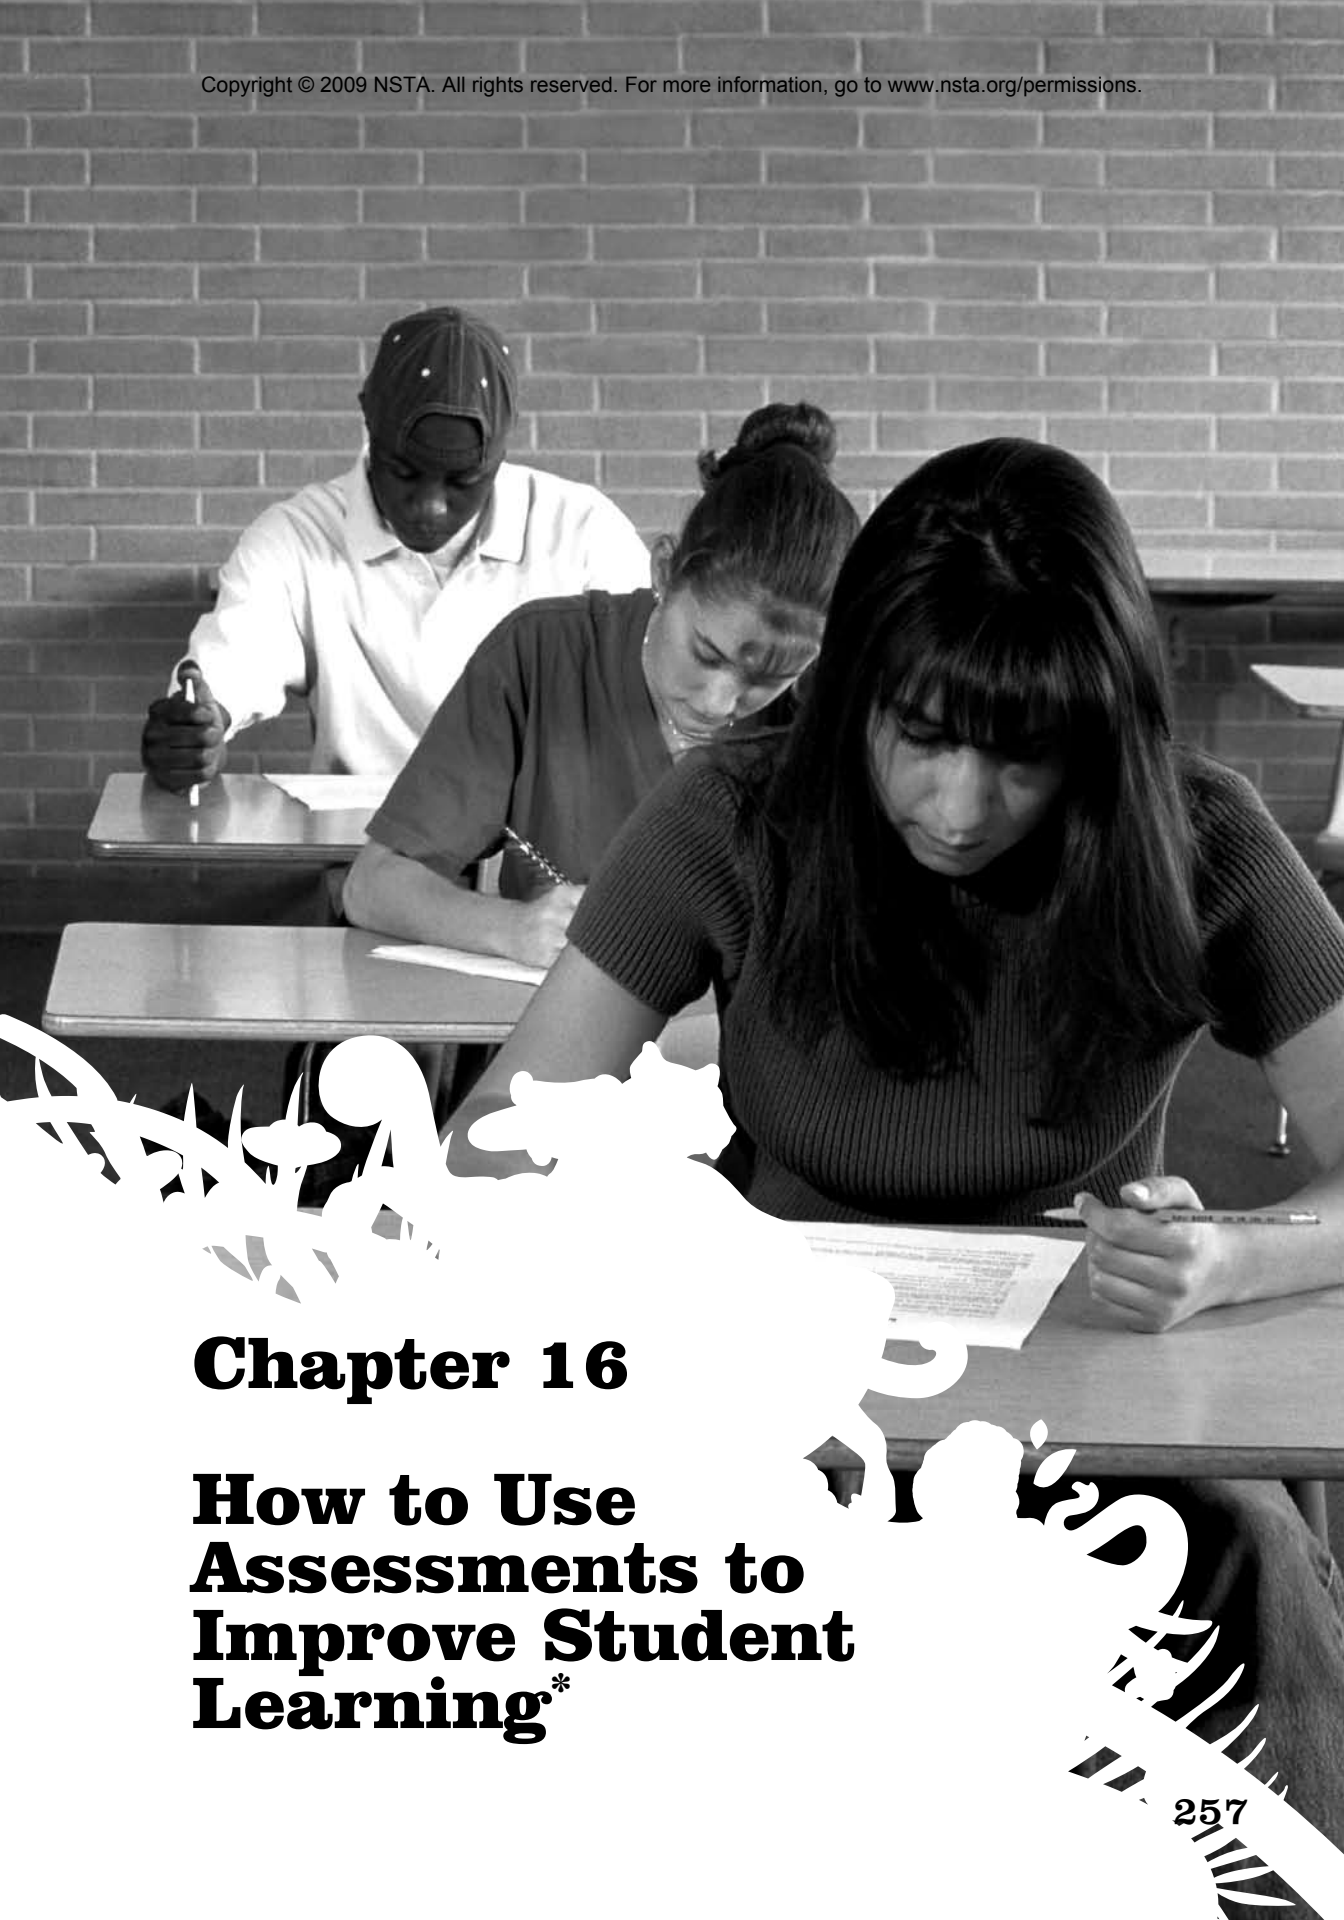 Copyright © 2009 NSTA. All rights reserved. For more information, go to www.nsta.org/permissions.
Chapter 16
How to Use
Assessments to
Improve Student
Learning*
257